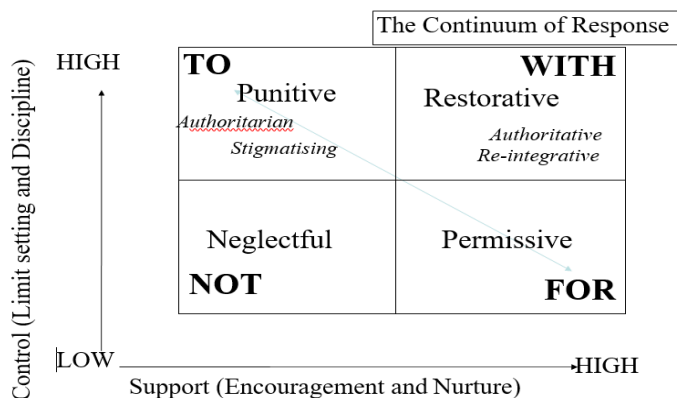 The Continuum of Response
HIGH
TO
WITH
Punitive
Restorative
Authoritarian
Stigmatising
Authoritative
Re-integrative
Neglectful
Permissive
NOT
FOR
Control (Limit setting and Discipline)
LOW
HIGH
Support (Encouragement and Nurture)